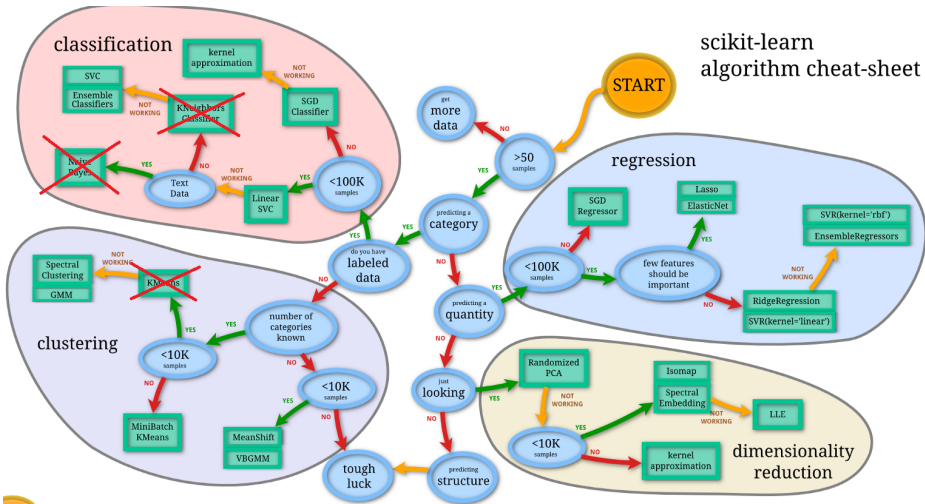 scikit-learn
algorithm cheat-sheet
START
classification
kernel
approximation
SVC
Ensemble
Classifiers
NOT
WORKING
KNeighbors
Classifier
NOT
WORKING
SGD
Classifier
Naive
Bayes
YES
NO
Text
Data
NOT
WORKING
Linear
SVC
YES
NO
<100K
samples
get
more
data
NO
>50
samples
YES
predicting a
category
YES
do you have
labeled
data
YES
NO
NO
regression
SGD
Regressor
NO
<100K
samples
YES
Lasso
ElasticNet
YES
few features
should be
important
NO
SVR(kernel='rbf')
EnsembleRegressors
NOT
WORKING
RidgeRegression
SVR(kernel='linear')
predicting a
quantity
YES
NO
clustering
Spectral
Clustering
GMM
NOT
WORKING
KMeans
YES
<10K
samples
YES
number of
categories
known
NO
NO
MiniBatch
KMeans
<10K
samples
YES
NO
MeanShift
VBGMM
just
looking
YES
NO
tough
luck
predicting
structure
Randomized
PCA
NOT
WORKING
<10K
samples
YES
NO
Isomap
Spectral
Embedding
NOT
WORKING
LLE
kernel
approximation
dimensionality
reduction